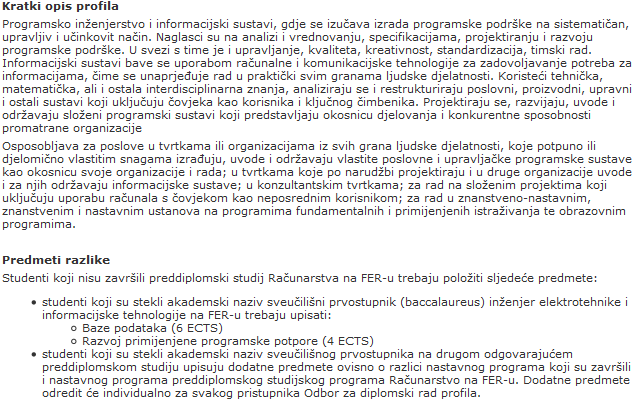 Kratki opis profila
Programsko inženjerstvo i informacijski sustavi, gdje se izučava izrada programske podrške na sistematičan,
upravljiv i učinkovit način. Naglasci su na analizi i vrednovanju, specifikacijama, projektiranju i razvoju
programske podrške. U svezi s time je i upravljanje, kvaliteta, kreativnost, standardizacija, timski rad.
Informacijski sustavi bave se uporabom računalne i komunikacijske tehnologije za zadovoljavanje potreba za
informacijama, čime se unaprjeđuje rad u praktički svim granama ljudske djelatnosti. Koristeći tehnička,
matematička, ali i ostala interdisciplinarna znanja, analiziraju se i restrukturiraju poslovni, proizvodni, upravni
i ostali sustavi koji uključuju čovjeka kao korisnika i ključnog čimbenika. Projektiraju se, razvijaju, uvode i
održavaju složeni programski sustavi koji predstavljaju okosnicu djelovanja i konkurentne sposobnosti
promatrane organizacije
Osposobljava za poslove u tvrtkama ili organizacijama iz svih grana ljudske djelatnosti, koje potpuno ili
djelomično vlastitim snagama izrađuju, uvode i održavaju vlastite poslovne i upravljačke programske sustave
kao okosnicu svoje organizacije i rada; u tvrtkama koje po narudžbi projektiraju i u druge organizacije uvode
i za njih održavaju informacijske sustave; u konzultantskim tvrtkama; za rad na složenim projektima koji
uključuju uporabu računala s čovjekom kao neposrednim korisnikom; za rad u znanstveno-nastavnim,
znanstvenim i nastavnim ustanova na programima fundamentalnih i primijenjenih istraživanja te obrazovnim
programima.
Predmeti razlike
Studenti koji nisu završili preddiplomski studij Računarstva na FER-u trebaju položiti sljedeće predmete:
• studenti koji su stekli akademski naziv sveučilišni prvostupnik (baccalaureus) inženjer elektrotehnike i
informacijske tehnologije na FER-u trebaju upisati:
◦ Baze podataka (6 ECTS)
◦ Razvoj primijenjene programske potpore (4 ECTS)
• studenti koji su stekli akademski naziv sveučilišnog prvostupnika na drugom odgovarajućem
preddiplomskom studiju upisuju dodatne predmete ovisno o razlici nastavnog programa koji su završili
i nastavnog programa preddiplomskog studijskog programa Računarstvo na FER-u. Dodatne predmete
odredit će individualno za svakog pristupnika Odbor za diplomski rad profila.